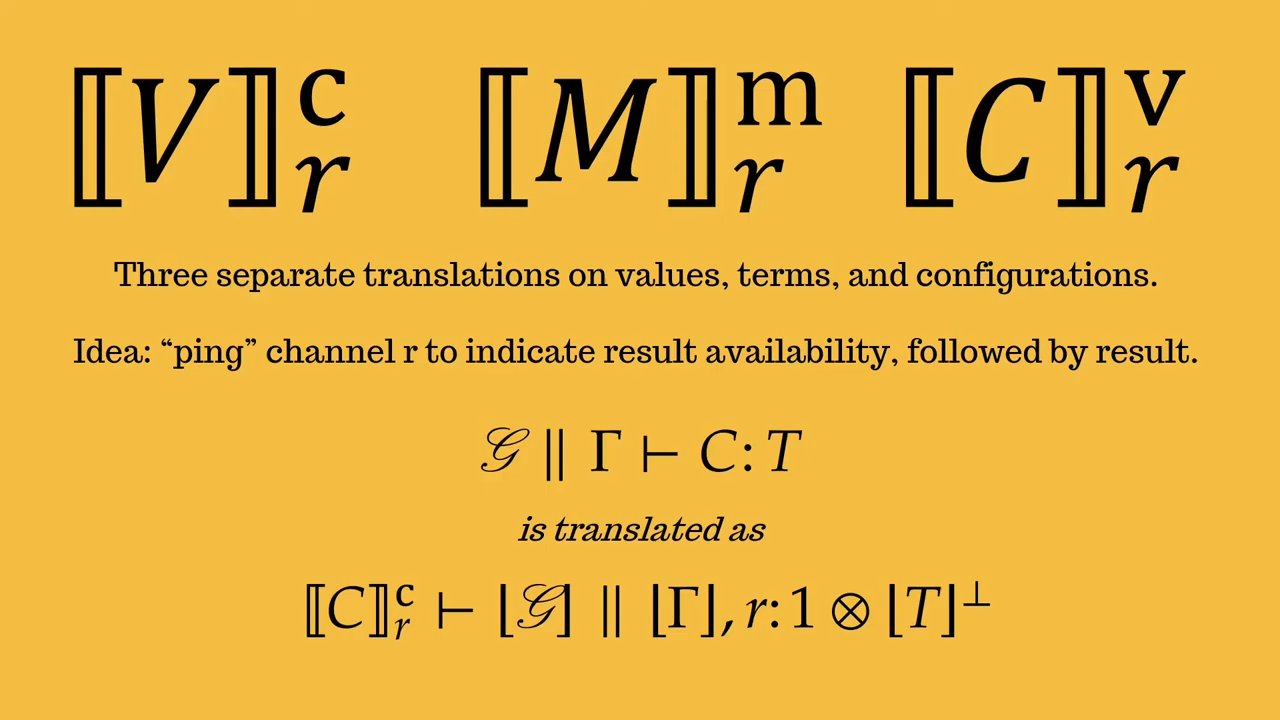 ⟦V⟧ᶜᵣ ⟦M⟧ᵐᵣ ⟦C⟧ᵛᵣ
Three separate translations on values, terms, and configurations.
Idea: “ping” channel r to indicate result availability, followed by result.
𝒢 ∥ Γ ⊢ C: T
is translated as
⟦C⟧ᶜᵣ ⊢ ⌊𝒢⌋ ∥ ⌊Γ⌋, r: 1 ⊗ ⌊T⌋^⊥